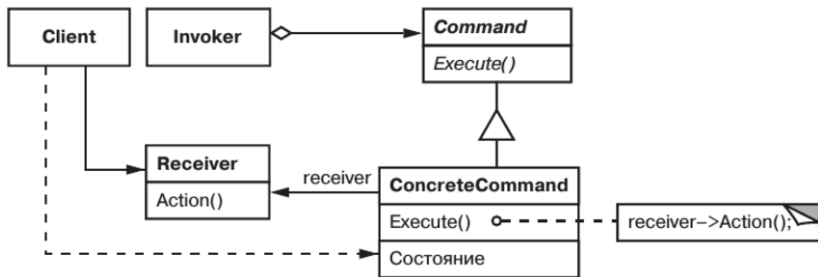 Client
Invoker
Command
Execute()
Receiver
Action()
receiver
ConcreteCommand
Execute()
receiver–>Action();
Состояние